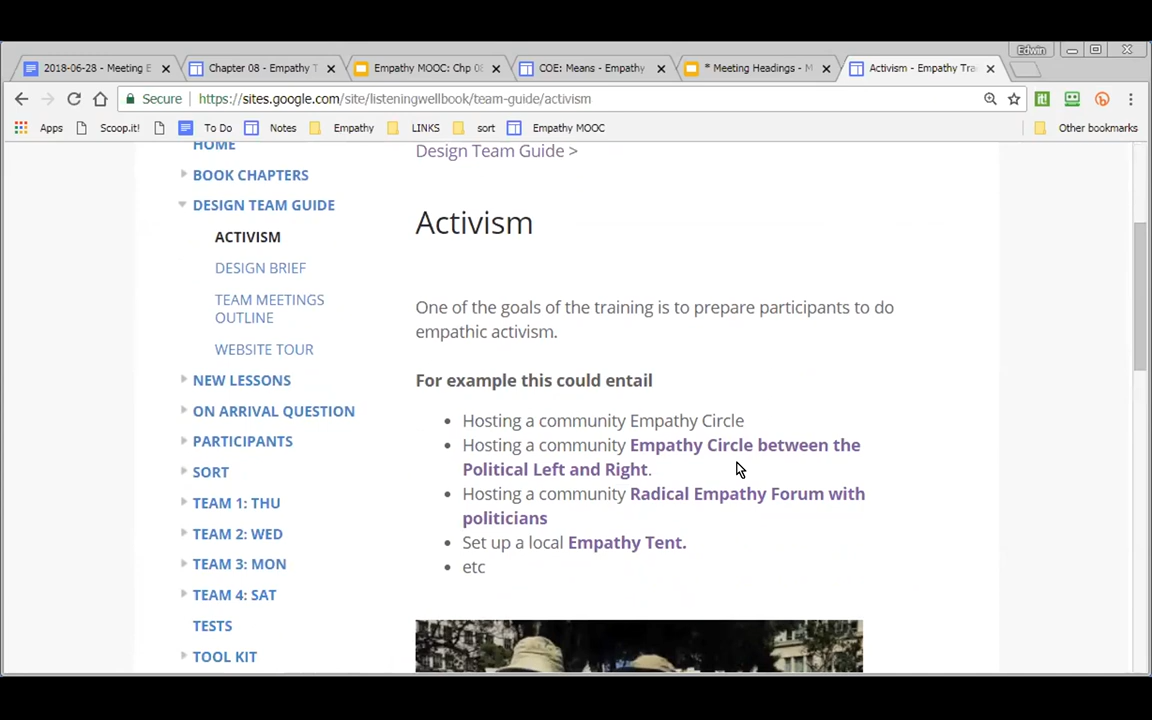 Edwin
2018-06-28 - Meeting E
Chapter 08 - Empathy T
Empathy MOOC: Chp 08
COE: Means - Empathy
* Meeting Headings - M
Activism - Empathy Tra
Secure
https://sites.google.com/site/listeningwellbook/team-guide/activism
Apps
Scoop.it!
To Do
Notes
Empathy
LINKS
sort
Empathy MOOC
Other bookmarks
HOME
BOOK CHAPTERS
DESIGN TEAM GUIDE
ACTIVISM
DESIGN BRIEF
TEAM MEETINGS
OUTLINE
WEBSITE TOUR
NEW LESSONS
ON ARRIVAL QUESTION
PARTICIPANTS
SORT
TEAM 1: THU
TEAM 2: WED
TEAM 3: MON
TEAM 4: SAT
TESTS
TOOL KIT
Design Team Guide >
Activism
One of the goals of the training is to prepare participants to do
empathic activism.
For example this could entail
• Hosting a community Empathy Circle
• Hosting a community Empathy Circle between the
Political Left and Right.
• Hosting a community Radical Empathy Forum with
politicians
• Set up a local Empathy Tent.
• etc